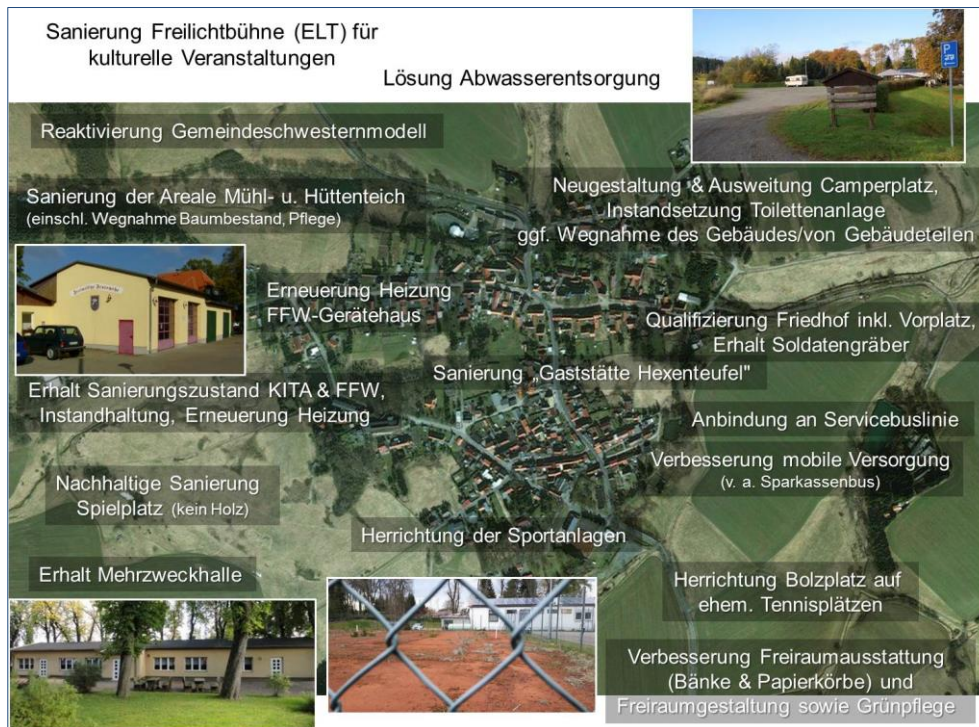 Sanierung Freilichtbühne (ELT) für
kulturelle Veranstaltungen
Lösung Abwasserentsorgung
P
Reaktivierung Gemeindeschwesternmodell
Sanierung der Areale Mühl- u. Hüttenteich
(einschl. Wegnahme Baumbestand, Pflege)
Neugestaltung & Ausweitung Camperplatz,
Instandsetzung Toilettenanlage
ggf. Wegnahme des Gebäudes/von Gebäudeteilen
Erneuerung Heizung
FFW-Gerätehaus
Qualifizierung Friedhof inkl. Vorplatz,
Erhalt Soldatengräber
Sanierung „Gaststätte Hexenteufel"
Erhalt Sanierungszustand KITA & FFW,
Instandhaltung, Erneuerung Heizung
Anbindung an Servicebuslinie
Verbesserung mobile Versorgung
(v. a. Sparkassenbus)
Nachhaltige Sanierung
Spielplatz (kein Holz)
Herrichtung der Sportanlagen
Erhalt Mehrzweckhalle
Herrichtung Bolzplatz auf
ehem. Tennisplätzen
Verbesserung Freiraumausstattung
(Bänke & Papierkörbe) und
Freiraumgestaltung sowie Grünpflege